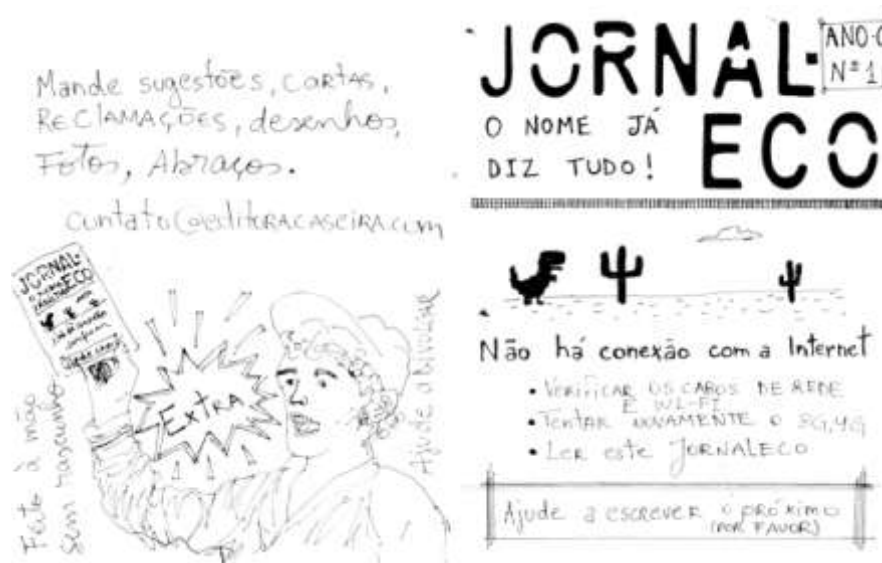 Mande sugestões, cartas,
RECLAMAÇÕES, desenhos,
Fotos, Abraços.
contato@editoracaseira.com
JORNAL-
ECO
EXTRA
Feito à mão
Sem rascunho
Ajude a divulgar
JORNAL-
ECO
ANO-0
Nº 1
O NOME JÁ
DIZ TUDO!
Não há conexão com a Internet
• VERIFICAR OS CABOS DE REDE
E WI-FI
• Tentar novamente o 3G,4G
• Ler este JORNALECO
Ajude a escrever o próximo
(POR FAVOR)